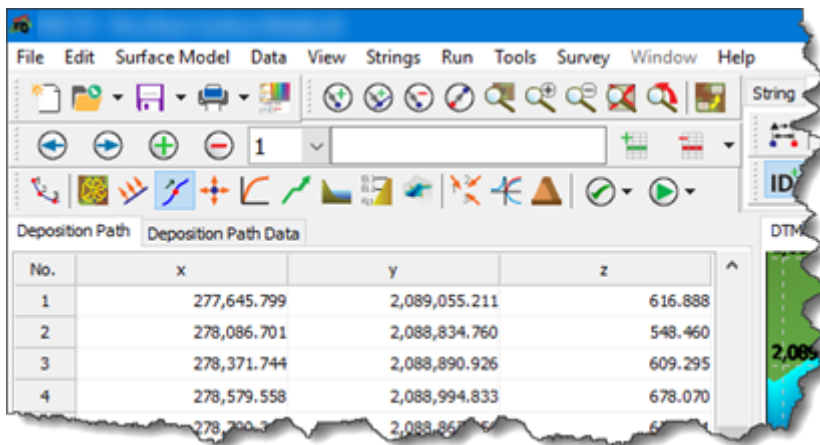 File Edit Surface Model Data View Strings Run Tools Survey Window Help
String
1
ID
Deposition Path Deposition Path Data
DTM
No. x y z
1 277,645.799 2,089,055.211 616.888
2 278,086.701 2,088,834.760 548.460
3 278,371.744 2,088,890.926 609.295
2,089
4 278,579.558 2,088,994.833 678.070